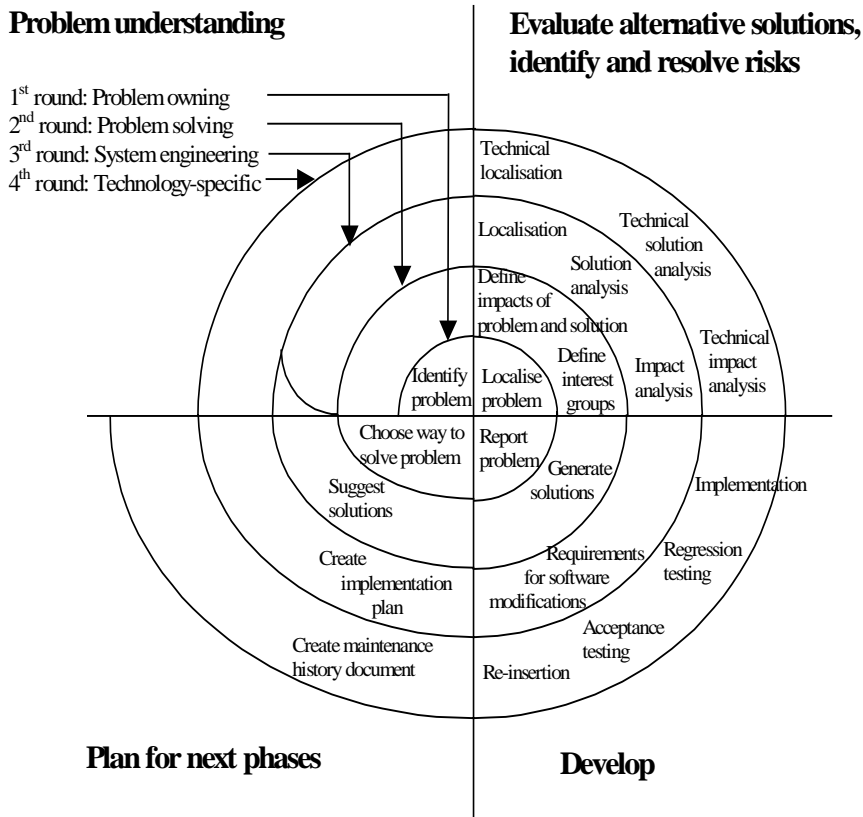 Problem understanding
Evaluate alternative solutions,
identify and resolve risks
1st round: Problem owning
2nd round: Problem solving
3rd round: System engineering
4th round: Technology-specific
Technical
localisation
Technical
solution
analysis
Technical
impact
analysis
Localisation
Solution
analysis
Impact
analysis
Define
impacts of
problem and solution
Define
interest
groups
Identify
problem
Localise
problem
Choose way to
solve problem
Report
problem
Generate
solutions
Suggest
solutions
Implementation
Regression
testing
Requirements
for software
modifications
Create
implementation
plan
Acceptance
testing
Re-insertion
Create maintenance
history document
Plan for next phases
Develop